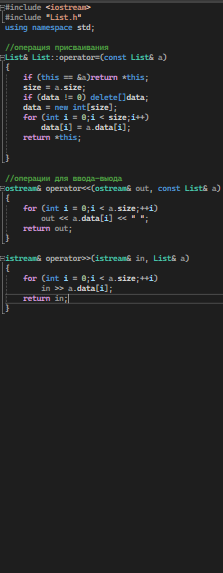 #include <iostream>
#include "List.h"
using namespace std;
//операция присваивания
List& List::operator=(const List& a)
{
if (this == &a)return *this;
size = a.size;
if (data != 0) delete[]data;
data = new int[size];
for (int i = 0;i < size;i++)
data[i] = a.data[i];
return *this;
}
//операции для ввода-выода
ostream& operator<<(ostream& out, const List& a)
{
for (int i = 0;i < a.size;++i)
out << a.data[i] << " ";
return out;
}
istream& operator>>(istream& in, List& a)
{
for (int i = 0;i < a.size;++i)
in >> a.data[i];
return in;
}